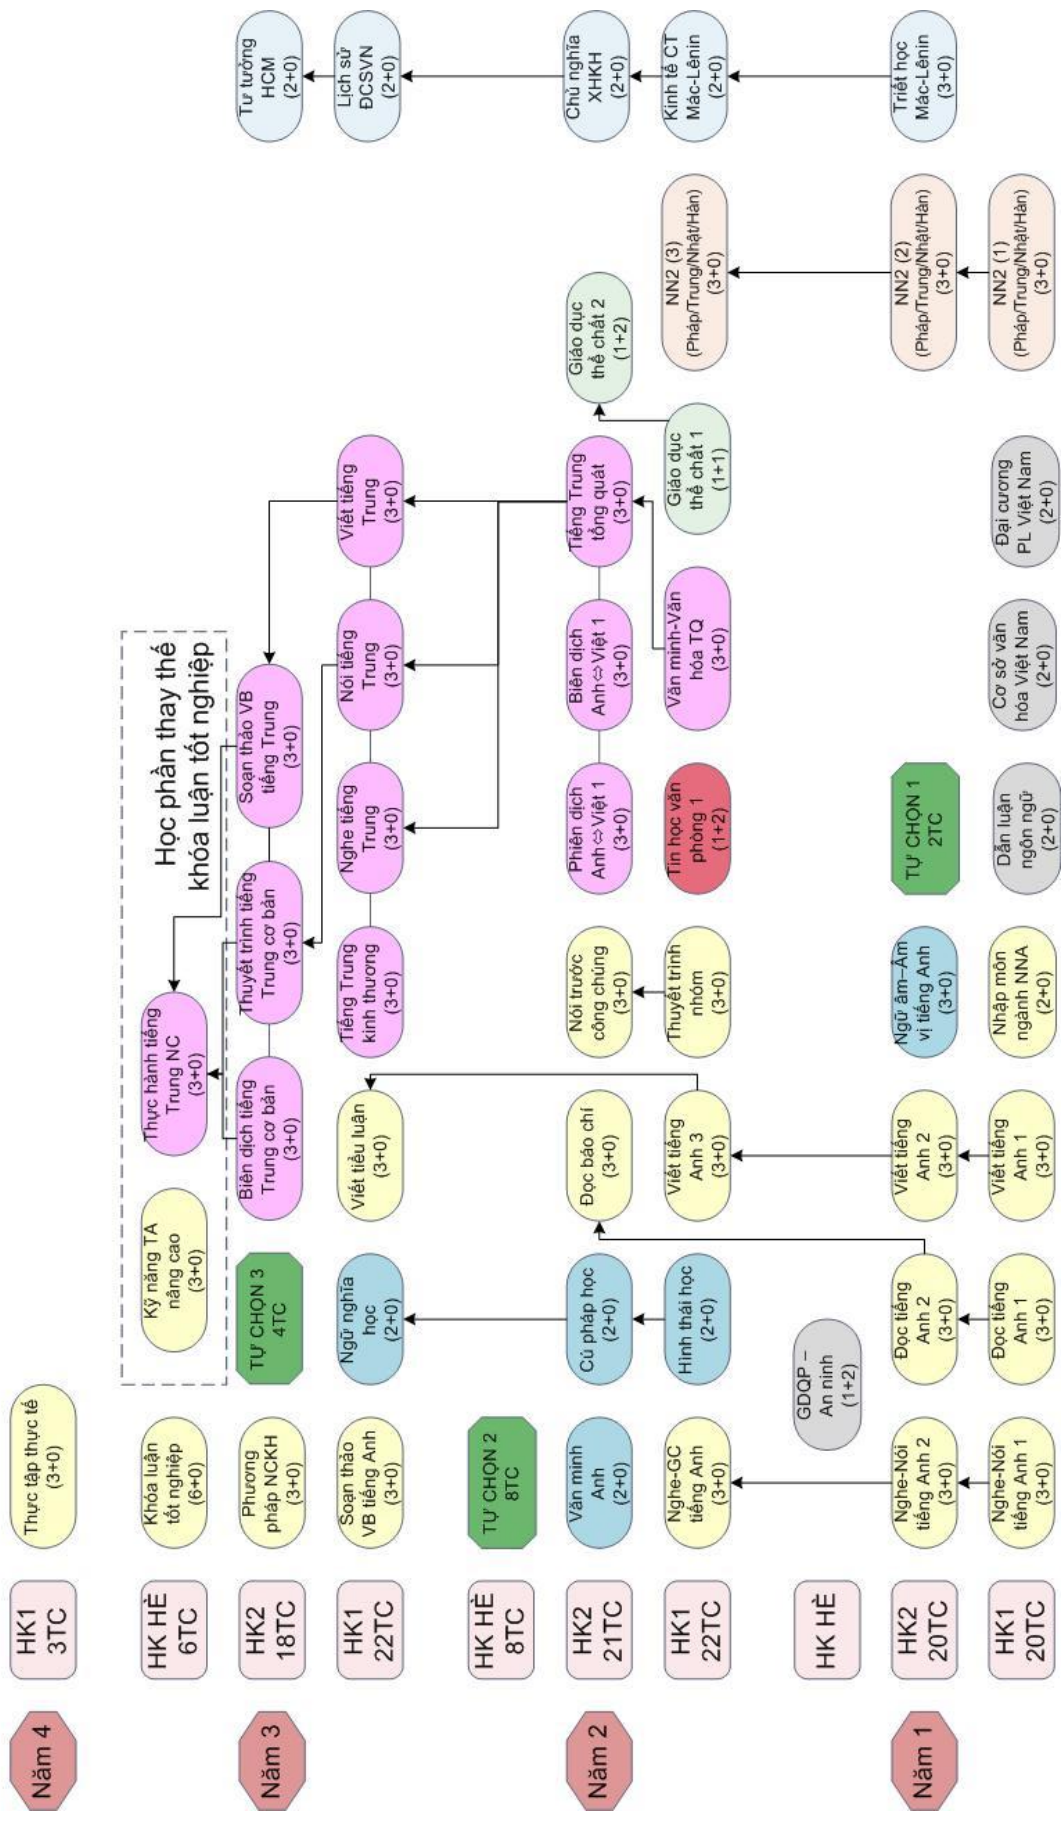 Năm 4
HK1
3TC
Thực tập thực tế
(3+0)
HK HÈ
6TC
Khóa luận
tốt nghiệp
(6+0)
Kỹ năng TA
nâng cao
(3+0)
Thực hành tiếng
Trung NC
(3+0)
Học phần thay thế
khóa luận tốt nghiệp
Năm 3
HK2
18TC
Phương
pháp NCKH
(3+0)
TỰ CHỌN 3
4TC
Biên dịch tiếng
Trung cơ bản
(3+0)
Thuyết trình tiếng
Trung cơ bản
(3+0)
Soạn thảo VB
tiếng Trung
(3+0)
Tư tưởng
HCM
(2+0)
HK1
22TC
Soạn thảo
VB tiếng Anh
(3+0)
Ngữ nghĩa
học
(2+0)
Viết tiểu luận
(3+0)
Tiếng Trung
kinh thương
(3+0)
Nghe tiếng
Trung
(3+0)
Nói tiếng
Trung
(3+0)
Viết tiếng
Trung
(3+0)
Lịch sử
ĐCSVN
(2+0)
HK HÈ
8TC
TỰ CHỌN 2
8TC
Năm 2
HK2
21TC
Văn minh
Anh
(2+0)
Cú pháp học
(2+0)
Đọc báo chí
(3+0)
Nói trước
công chúng
(3+0)
Phiên dịch
Anh⇔Việt 1
(3+0)
Biên dịch
Anh⇔Việt 1
(3+0)
Tiếng Trung
tổng quát
(3+0)
Giáo dục
thể chất 2
(1+2)
Chủ nghĩa
XHKH
(2+0)
HK1
22TC
Nghe-GC
tiếng Anh
(3+0)
Hình thái học
(2+0)
Viết tiếng
Anh 3
(3+0)
Thuyết trình
nhóm
(3+0)
Tin học văn
phòng 1
(1+2)
Văn minh-Văn
hóa TQ
(3+0)
Giáo dục
thể chất 1
(1+1)
NN2 (3)
(Pháp/Trung/Nhật/Hàn)
(3+0)
Kinh tế CT
Mác-Lênin
(2+0)
HK HÈ
GDQP –
An ninh
(1+2)
Năm 1
HK2
20TC
Nghe-Nói
tiếng Anh 2
(3+0)
Đọc tiếng
Anh 2
(3+0)
Viết tiếng
Anh 2
(3+0)
Ngữ âm–Âm
vị tiếng Anh
(3+0)
TỰ CHỌN 1
2TC
NN2 (2)
(Pháp/Trung/Nhật/Hàn)
(3+0)
Triết học
Mác-Lênin
(3+0)
HK1
20TC
Nghe-Nói
tiếng Anh 1
(3+0)
Đọc tiếng
Anh 1
(3+0)
Viết tiếng
Anh 1
(3+0)
Nhập môn
ngành NNA
(2+0)
Dẫn luận
ngôn ngữ
(2+0)
Cơ sở văn
hóa Việt Nam
(2+0)
Đại cương
PL Việt Nam
(2+0)
NN2 (1)
(Pháp/Trung/Nhật/Hàn)
(3+0)